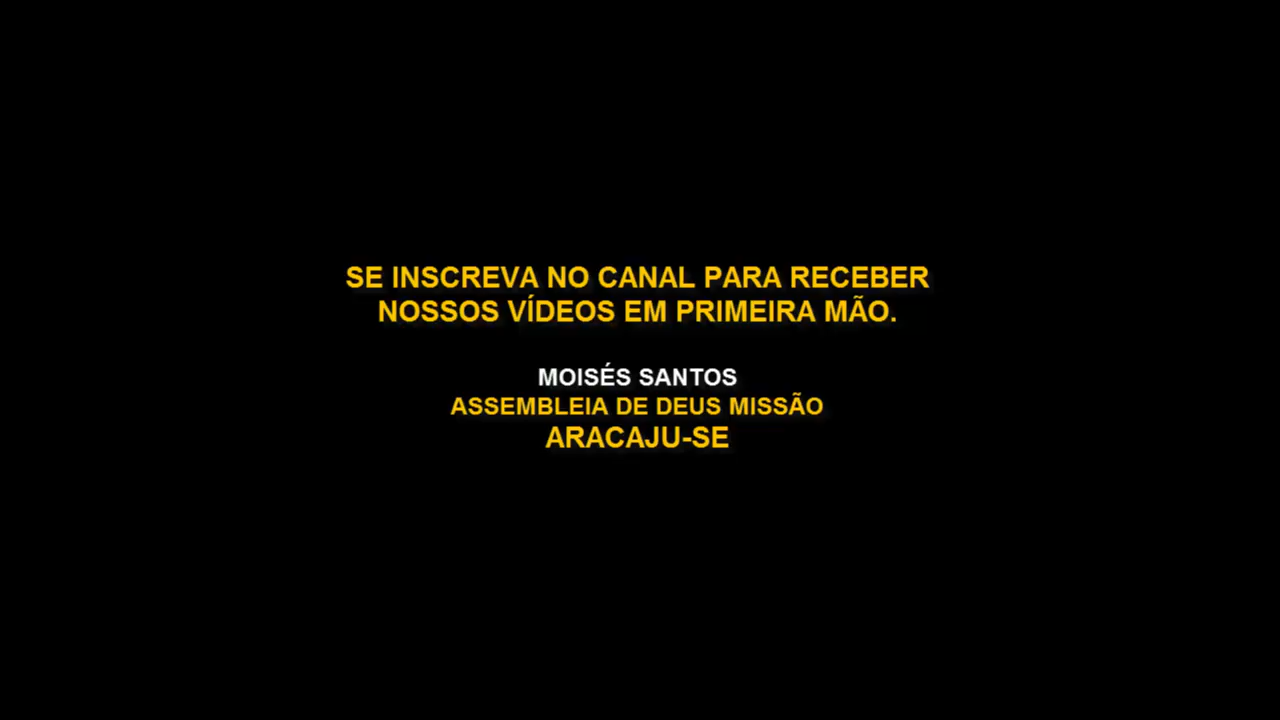 SE INSCREVA NO CANAL PARA RECEBER
NOSSOS VÍDEOS EM PRIMEIRA MÃO.
MOISÉS SANTOS
ASSEMBLEIA DE DEUS MISSÃO
ARACAJU-SE